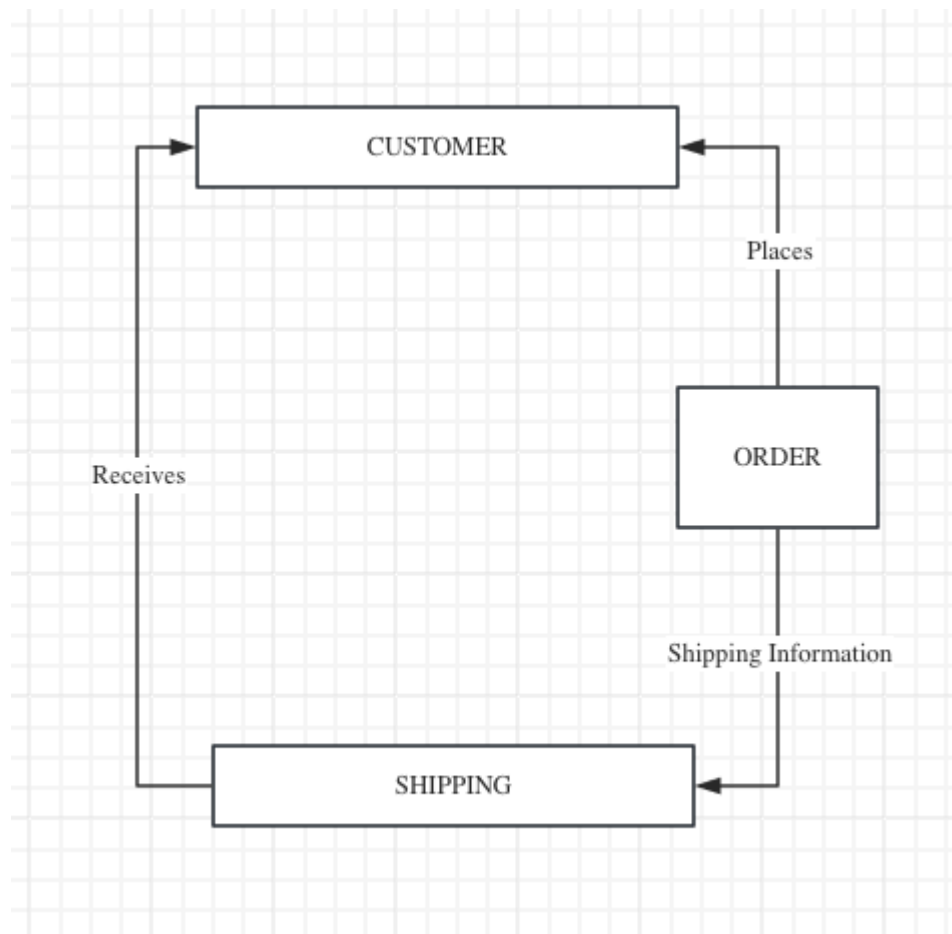 CUSTOMER
Places
ORDER
Receives
Shipping Information
SHIPPING